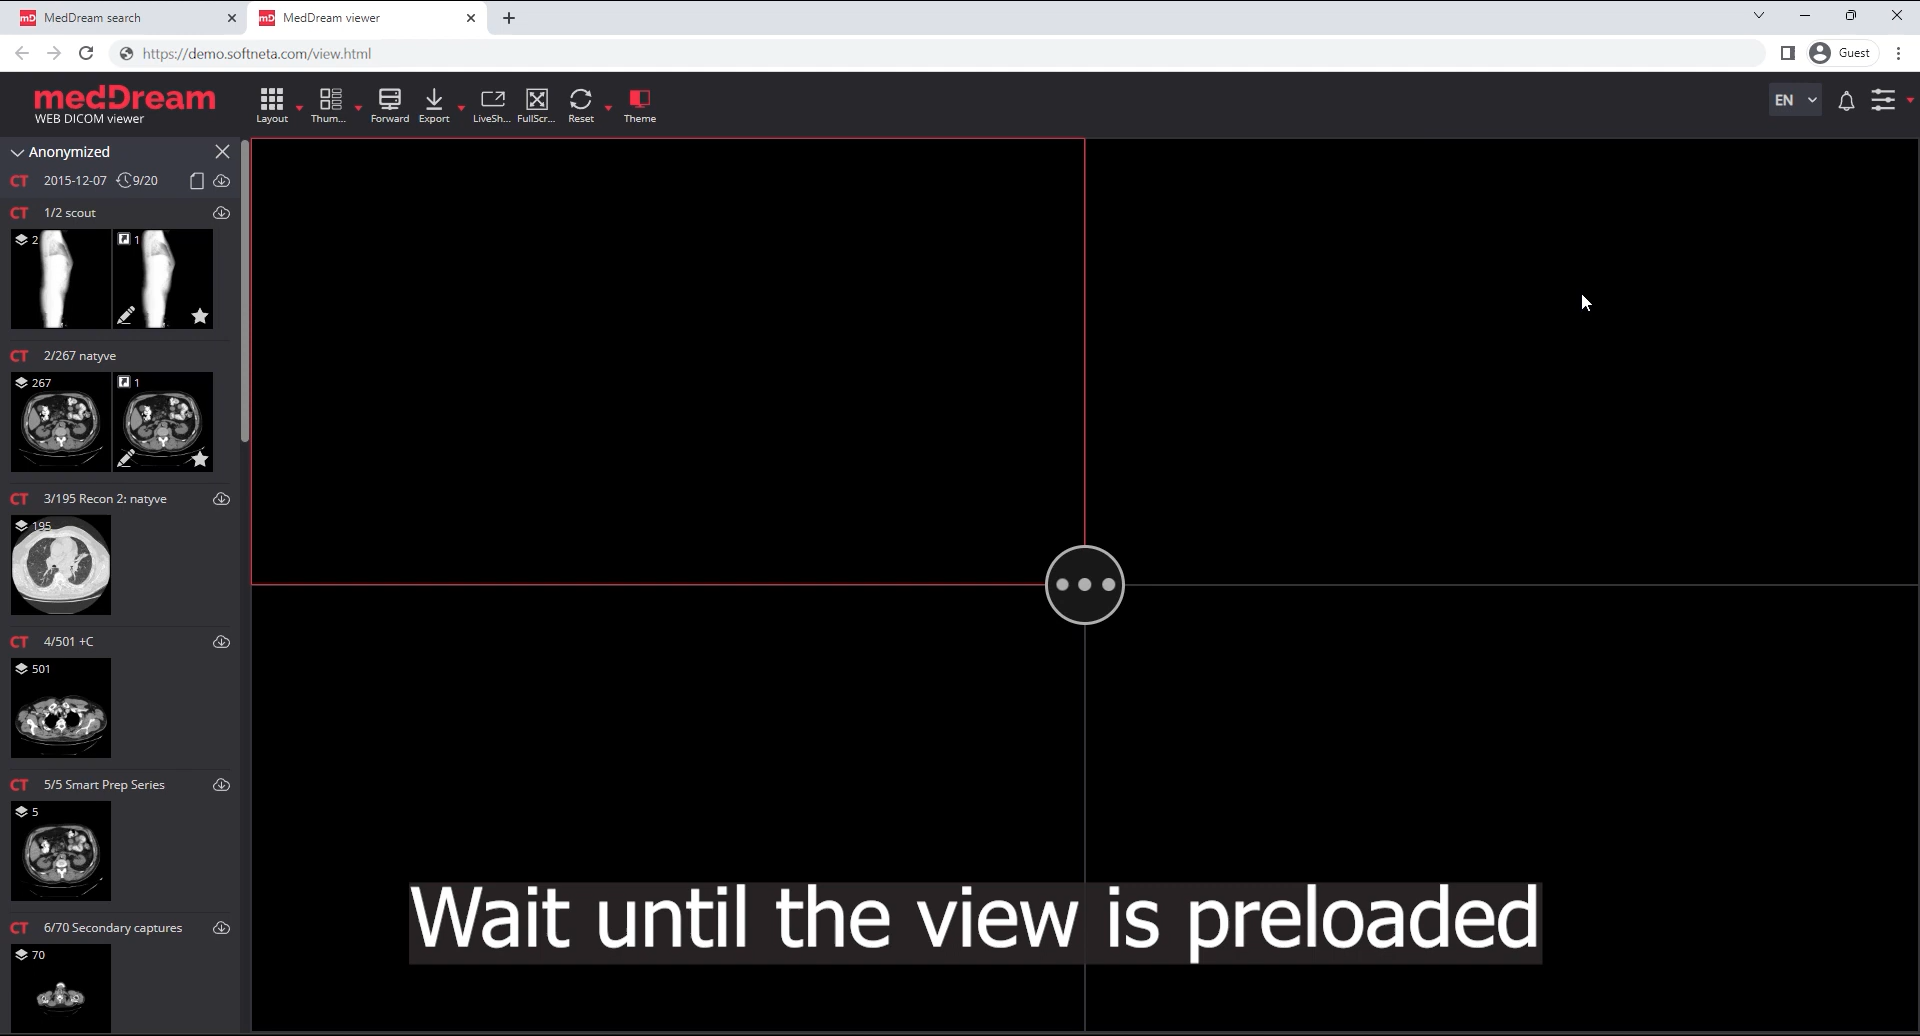 MedDream search
MedDream viewer
https://demo.softneta.com/view.html
Guest
medDream
WEB DICOM viewer
Layout
Thum...
Forward
Export
LiveSh...
FullScr...
Reset
Theme
EN
Anonymized
CT 2015-12-07 9/20
CT 1/2 scout
2 1
CT 2/267 natyve
267 1
CT 3/195 Recon 2: natyve
195
CT 4/501 +C
501
CT 5/5 Smart Prep Series
5
CT 6/70 Secondary captures
70
Wait until the view is preloaded